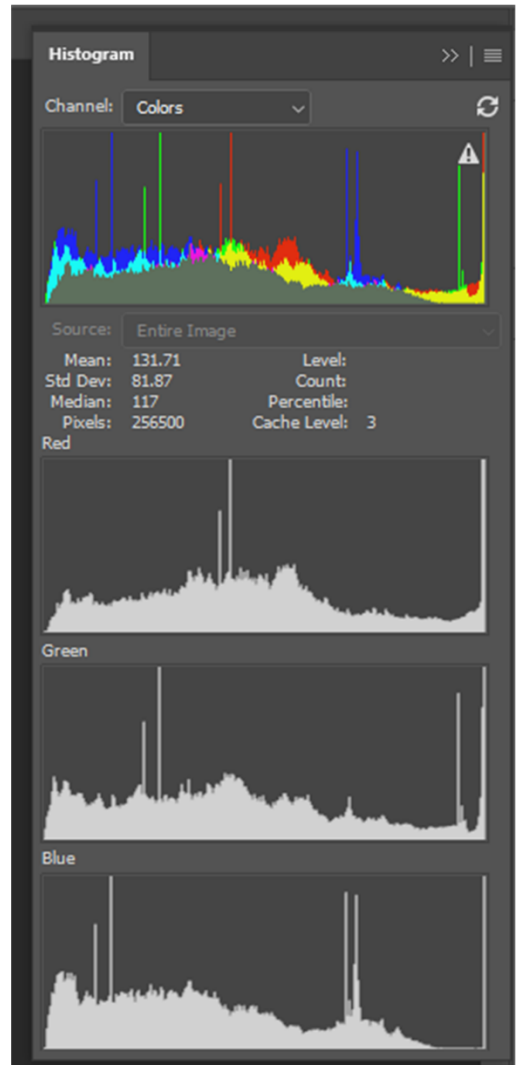 Histogram
Channel: Colors
Source: Entire Image
Mean: 131.71 Level:
Std Dev: 81.87 Count:
Median: 117 Percentile:
Pixels: 256500 Cache Level: 3
Red
Green
Blue